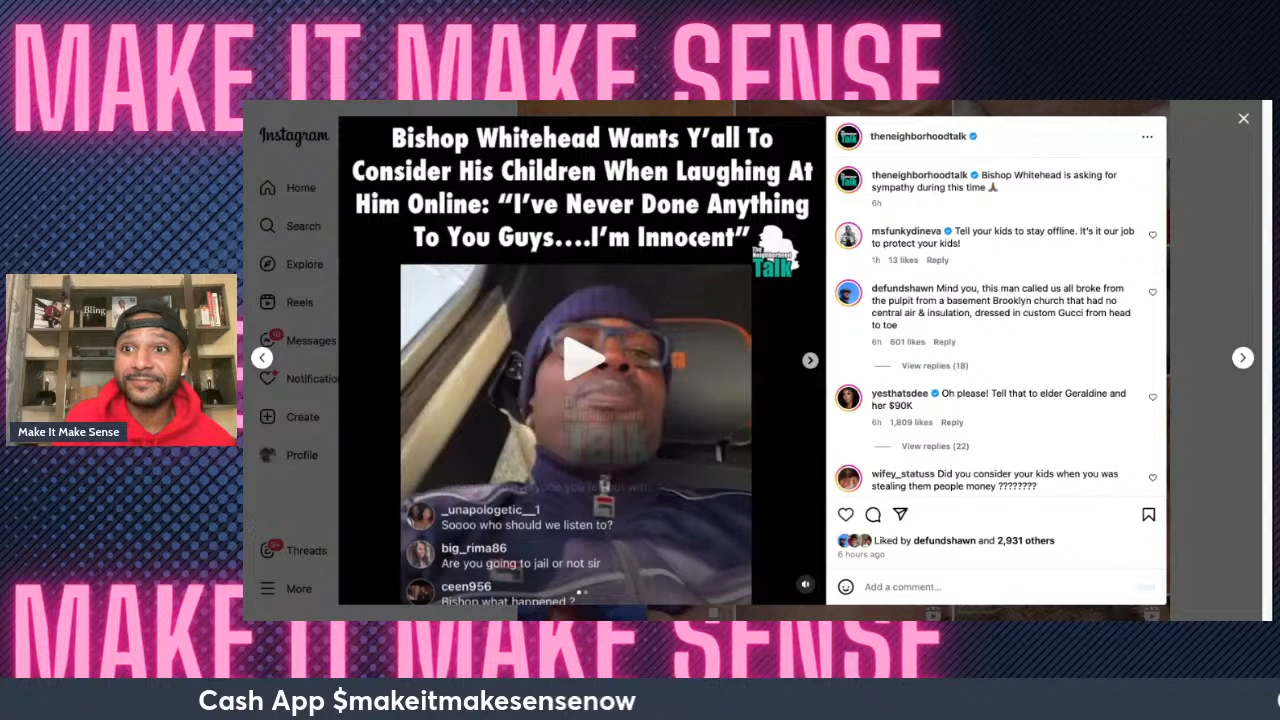 MAKE IT MAKE SENSE
Instagram
Home
Search
Explore
Reels
10
Messages
Notificatio
Create
Profile
9+
Threads
More
Bling
Make It Make Sense
Bishop Whitehead Wants Y'all To
Consider His Children When Laughing At
Him Online: “I've Never Done Anything
To You Guys....I'm Innocent”
The
Neighborhood
Talk
_unapologetic__1
Soooo who should we listen to?
big_rima86
Are you going to jail or not sir
ceen956
Bishop what happened ?
theneighborhoodtalk
theneighborhoodtalk Bishop Whitehead is asking for
sympathy during this time
6h
msfunkydineva Tell your kids to stay offline. It's it our job
to protect your kids!
1h 13 likes Reply
defundshawn Mind you, this man called us all broke from
the pulpit from a basement Brooklyn church that had no
central air & insulation, dressed in custom Gucci from head
to toe
6h 601 likes Reply
View replies (18)
yesthatsdee Oh please! Tell that to elder Geraldine and
her $90K
6h 1,809 likes Reply
View replies (22)
wifey_statuss Did you consider your kids when you was
stealing them people money ????????
Liked by defundshawn and 2,931 others
6 hours ago
Add a comment...
MAKE IT MAKE SENSE
Cash App $makeitmakesensenow